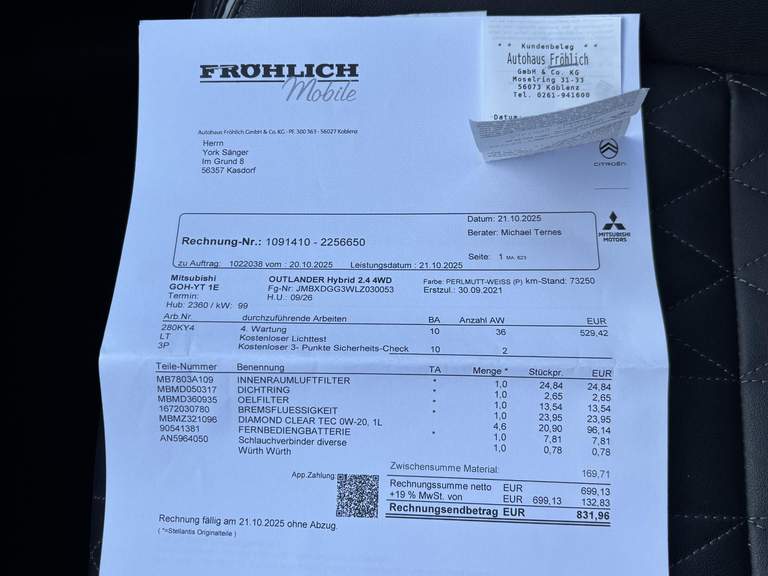 FRÖHLICH
Mobile
* * Kundenbeleg * *
Autohaus Fröhlich
GmbH & Co. KG
Moselring 31-33
56073 Koblenz
Tel. 0261-941600
Datum:
CITROËN
Autohaus Fröhlich GmbH & Co. KG - PF. 300 363 - 56027 Koblenz
Herrn
York Sänger
Im Grund 8
56357 Kasdorf
Datum: 21.10.2025
Rechnung-Nr.: 1091410 - 2256650
Berater: Michael Ternes
MITSUBISHI
MOTORS
Seite: 1 MA: 623
zu Auftrag: 1022038 vom : 20.10.2025 Leistungsdatum : 21.10.2025
Mitsubishi OUTLANDER Hybrid 2.4 4WD Farbe: PERLMUTT-WEISS (P) km-Stand: 73250
GOH-YT 1E Fg-Nr: JMBXDGG3WLZ030053 Erstzul.: 30.09.2021
Termin: H.U.: 09/26
Hub: 2360 / kW: 99
Arb.Nr. durchzuführende Arbeiten BA Anzahl AW EUR
280KY4 4. Wartung 10 36 529,42
LT Kostenloser Lichttest
3P Kostenloser 3- Punkte Sicherheits-Check 10 2
Teile-Nummer Benennung TA Menge * Stückpr. EUR
MB7803A109 INNENRAUMLUFTFILTER * 1,0 24,84 24,84
MBMD050317 DICHTRING * 1,0 2,65 2,65
MBMD360935 OELFILTER * 1,0 13,54 13,54
1672030780 BREMSFLUESSIGKEIT * 1,0 23,95 23,95
MBMZ321096 DIAMOND CLEAR TEC 0W-20, 1L 4,6 20,90 96,14
90541381 FERNBEDIENGBATTERIE * 1,0 7,81 7,81
AN5964050 Schlauchverbinder diverse 1,0 0,78 0,78
Würth Würth
Zwischensumme Material: 169,71
App.Zahlung:
Rechnungssumme netto EUR 699,13
+19 % MwSt. von EUR 699,13 132,83
Rechnungsendbetrag EUR 831,96
Rechnung fällig am 21.10.2025 ohne Abzug.
( *=Stellantis Originalteile )